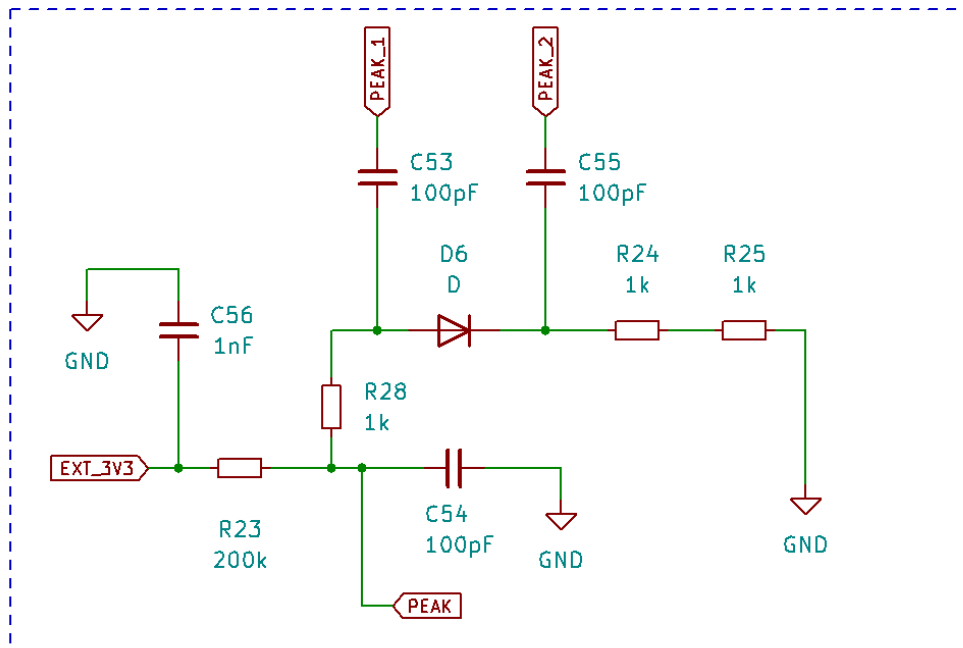 PEAK_1
PEAK_2
C53
100pF
C55
100pF
D6
D
R24
1k
R25
1k
C56
1nF
GND
R28
1k
EXT_3V3
R23
200k
C54
100pF
GND
GND
PEAK